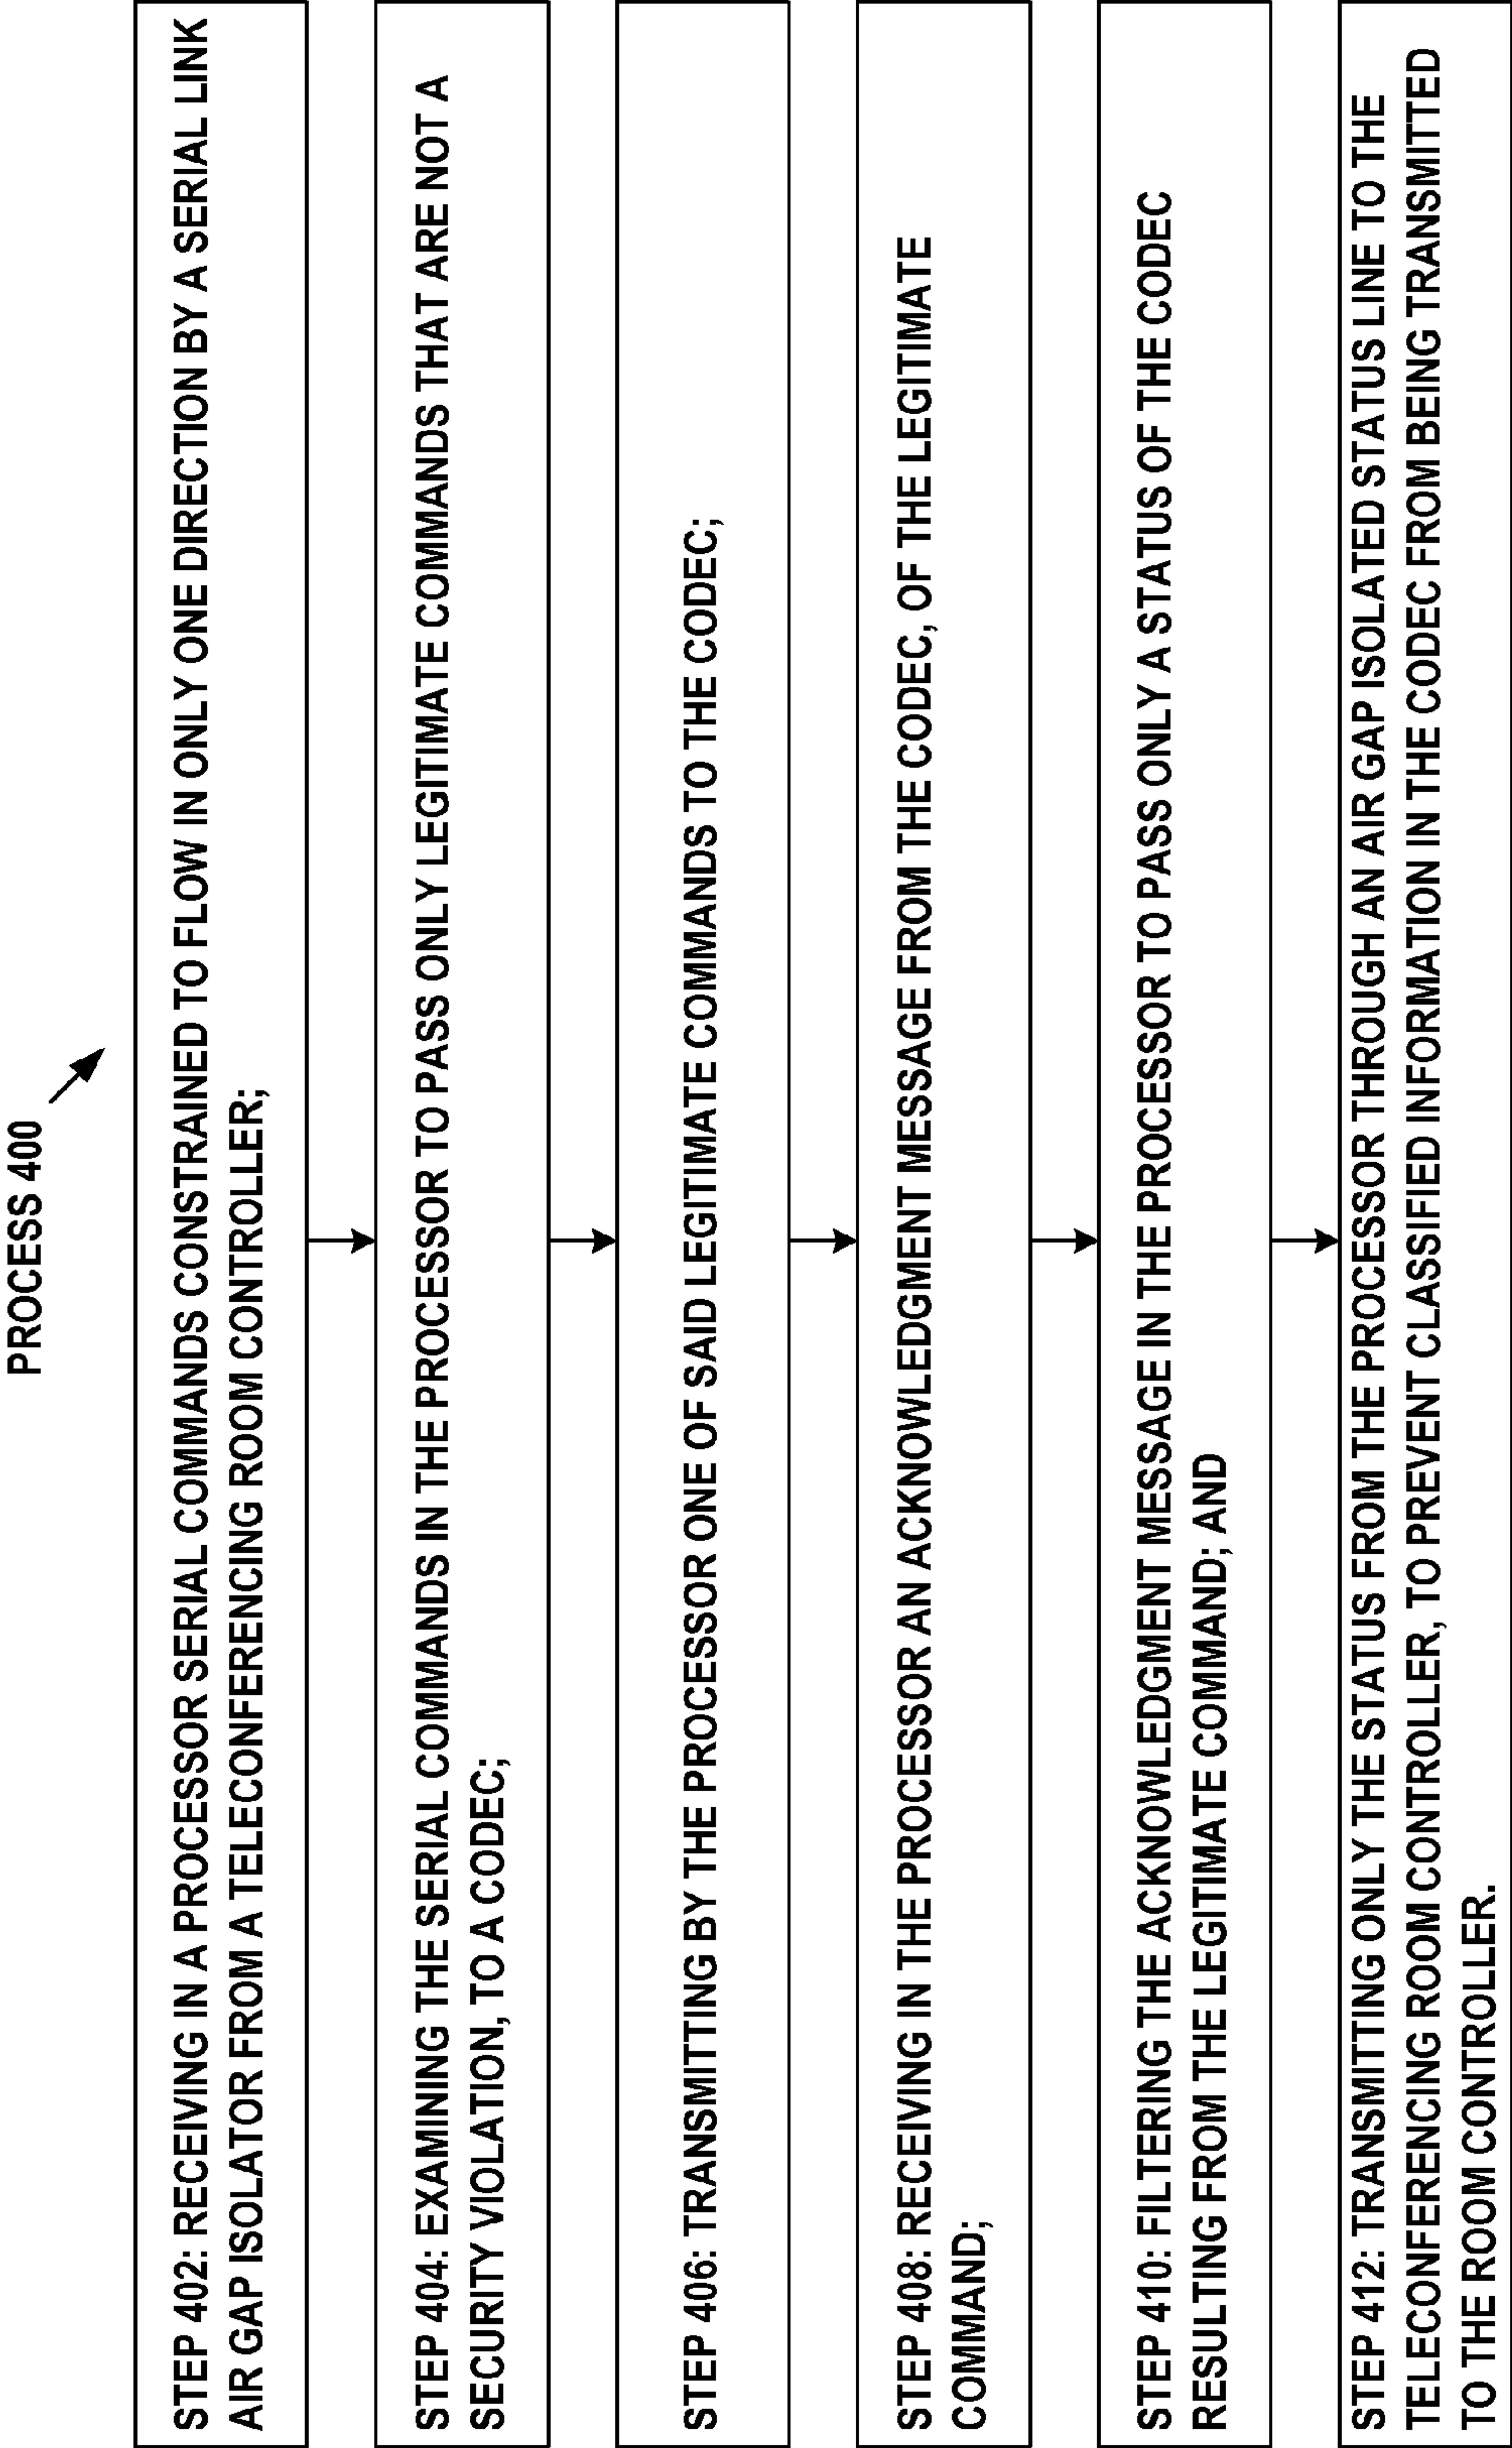 PROCESS 400
STEP 402: RECEIVING IN A PROCESSOR SERIAL COMMANDS CONSTRAINED TO FLOW IN ONLY ONE DIRECTION BY A SERIAL LINK
AIR GAP ISOLATOR FROM A TELECONFERENCING ROOM CONTROLLER;
STEP 404: EXAMINING THE SERIAL COMMANDS IN THE PROCESSOR TO PASS ONLY LEGITIMATE COMMANDS THAT ARE NOT A
SECURITY VIOLATION, TO A CODEC;
STEP 406: TRANSMITTING BY THE PROCESSOR ONE OF SAID LEGITIMATE COMMANDS TO THE CODEC;
STEP 408: RECEIVING IN THE PROCESSOR AN ACKNOWLEDGMENT MESSAGE FROM THE CODEC, OF THE LEGITIMATE
COMMAND;
STEP 410: FILTERING THE ACKNOWLEDGMENT MESSAGE IN THE PROCESSOR TO PASS ONLY A STATUS OF THE CODEC
RESULTING FROM THE LEGITIMATE COMMAND; AND
STEP 412: TRANSMITTING ONLY THE STATUS FROM THE PROCESSOR THROUGH AN AIR GAP ISOLATED STATUS LINE TO THE
TELECONFERENCING ROOM CONTROLLER, TO PREVENT CLASSIFIED INFORMATION IN THE CODEC FROM BEING TRANSMITTED
TO THE ROOM CONTROLLER.